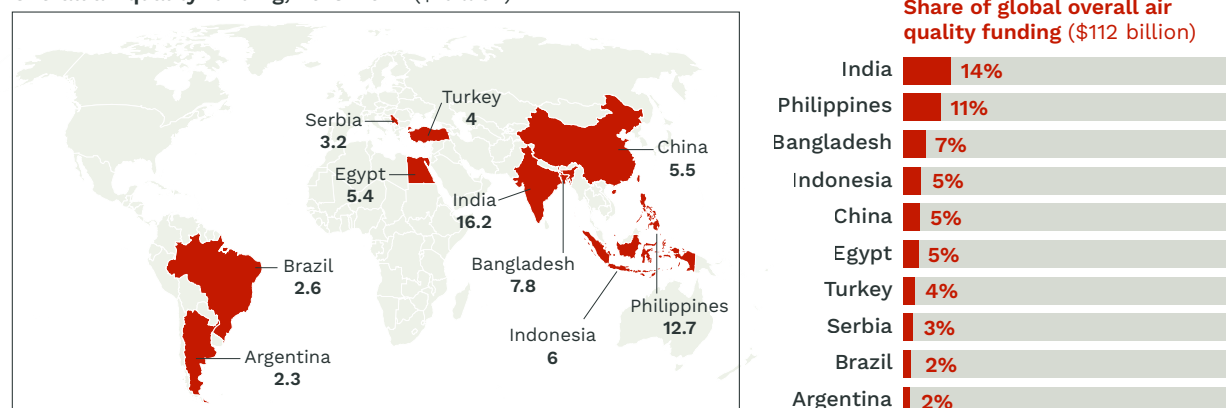 Turkey
4
Serbia
3.2
China
5.5
Egypt
5.4
India
16.2
Bangladesh
7.8
Brazil
2.6
Philippines
12.7
Indonesia
6
Argentina
2.3
Share of global overall air
quality funding ($112 billion)
India 14%
Philippines 11%
Bangladesh 7%
Indonesia 5%
China 5%
Egypt 5%
Turkey 4%
Serbia 3%
Brazil 2%
Argentina 2%